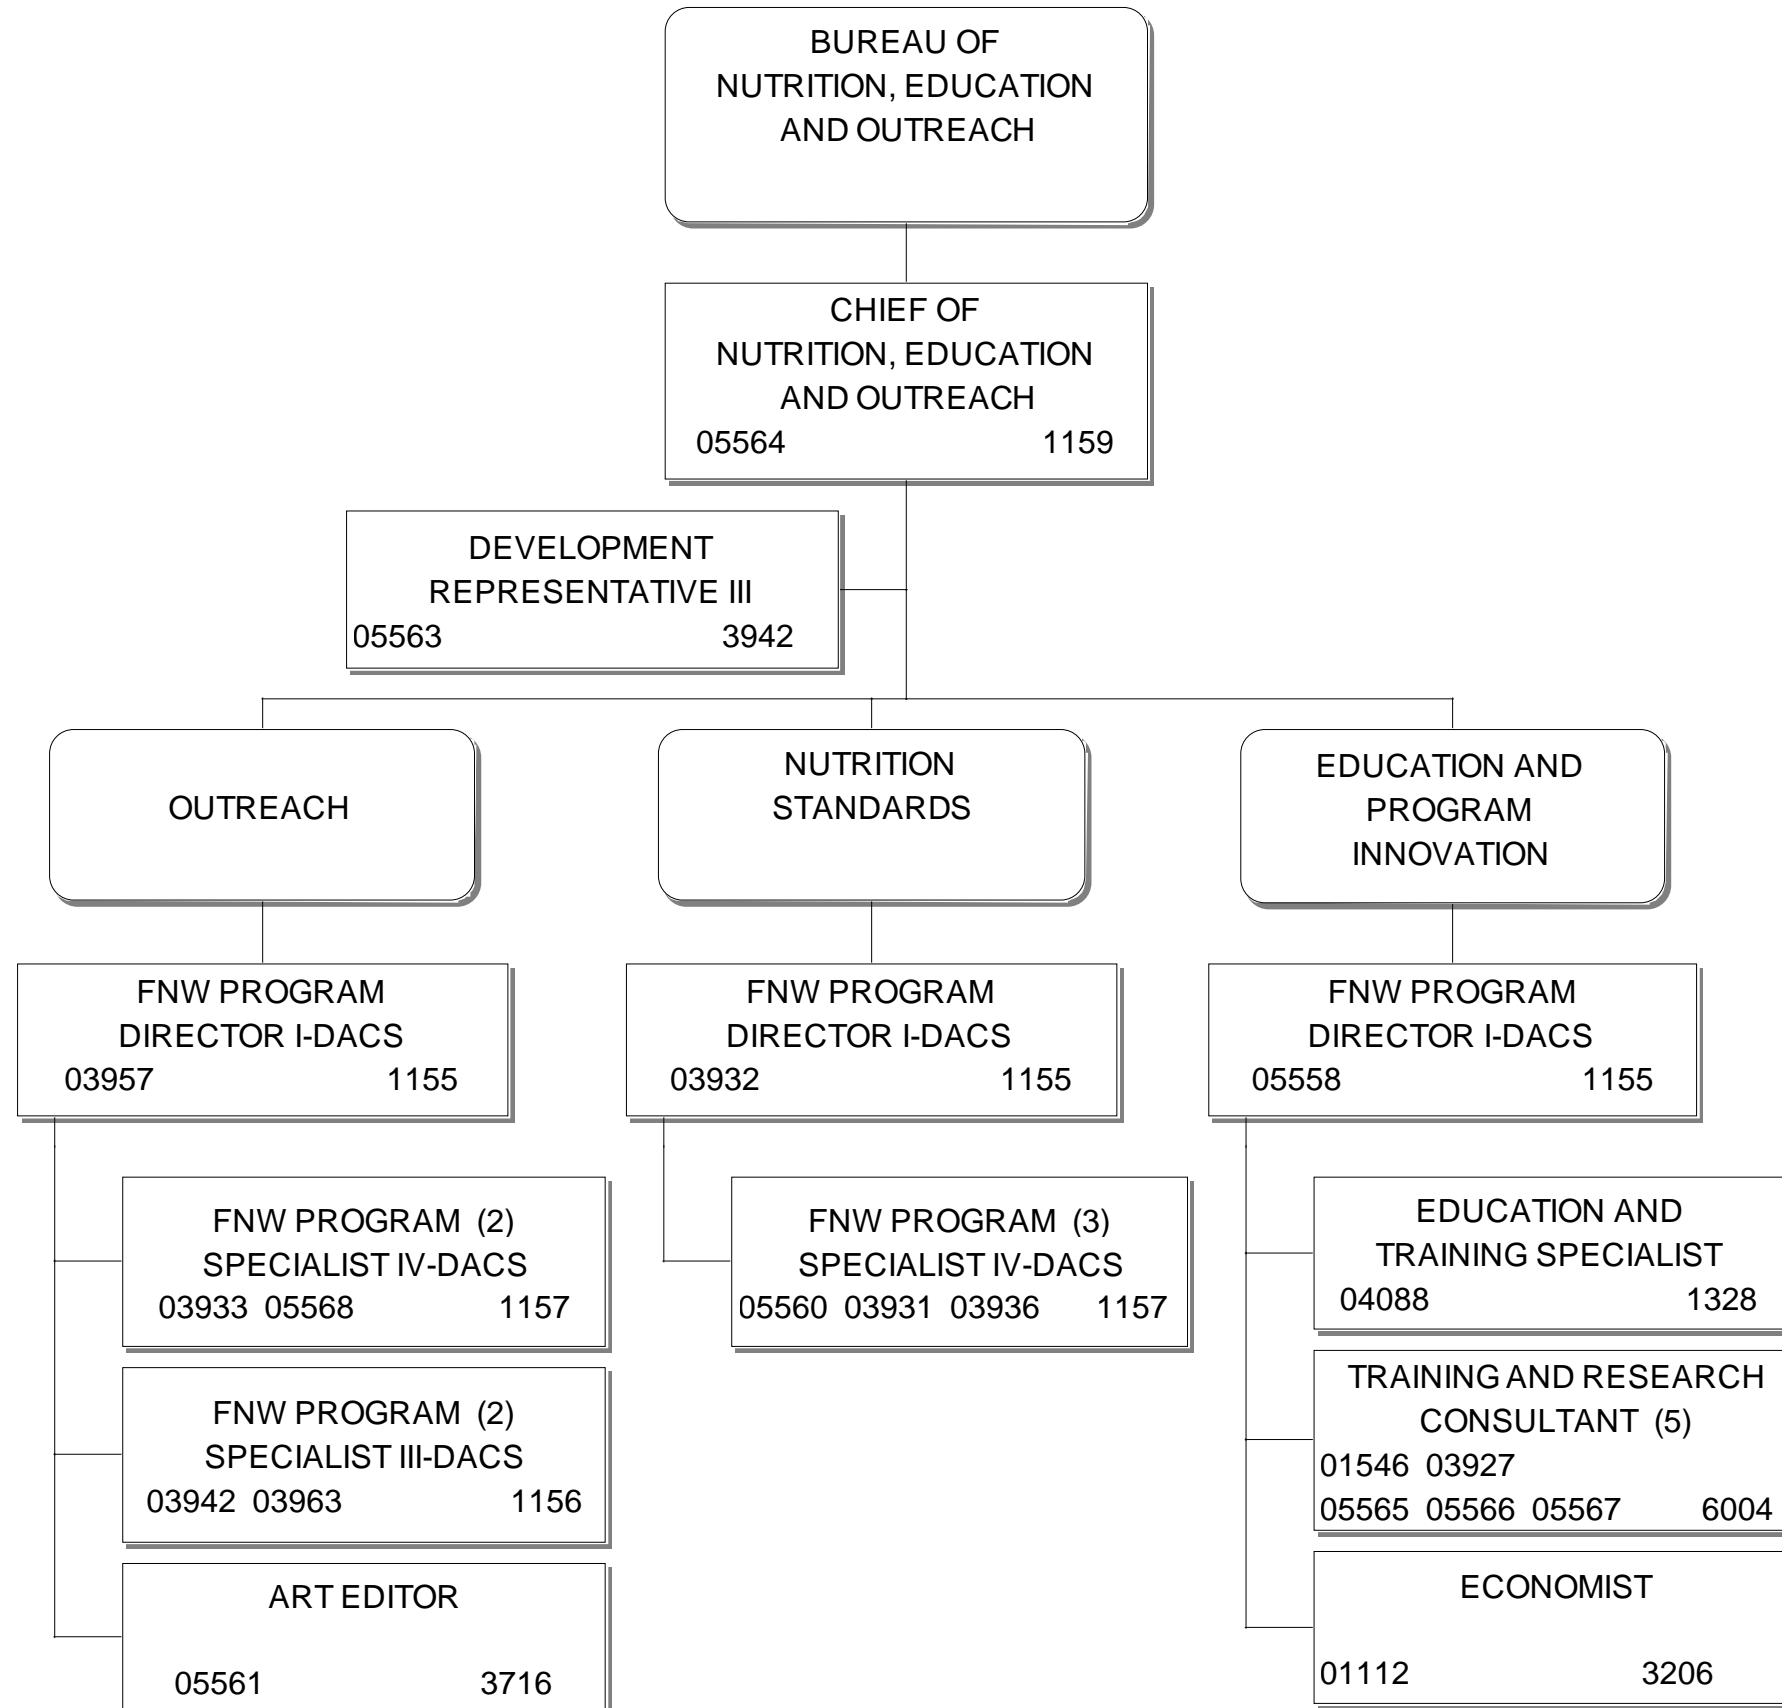 BUREAU OF
NUTRITION, EDUCATION
AND OUTREACH
CHIEF OF
NUTRITION, EDUCATION
AND OUTREACH
05564 1159
DEVELOPMENT
REPRESENTATIVE III
05563 3942
OUTREACH
NUTRITION
STANDARDS
EDUCATION AND
PROGRAM
INNOVATION
FNW PROGRAM
DIRECTOR I-DACS
03957 1155
FNW PROGRAM
DIRECTOR I-DACS
03932 1155
FNW PROGRAM
DIRECTOR I-DACS
05558 1155
FNW PROGRAM (2)
SPECIALIST IV-DACS
03933 05568 1157
FNW PROGRAM (2)
SPECIALIST III-DACS
03942 03963 1156
ART EDITOR
05561 3716
FNW PROGRAM (3)
SPECIALIST IV-DACS
05560 03931 03936 1157
EDUCATION AND
TRAINING SPECIALIST
04088 1328
TRAINING AND RESEARCH
CONSULTANT (5)
01546 03927
05565 05566 05567 6004
ECONOMIST
01112 3206